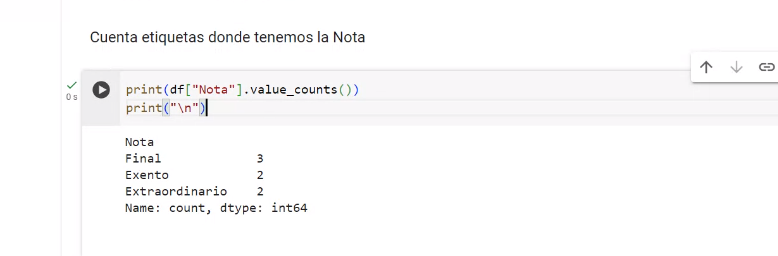 Cuenta etiquetas donde tenemos la Nota
0 s
print(df["Nota"].value_counts())
print("\n")
Nota
Final 3
Exento 2
Extraordinario 2
Name: count, dtype: int64